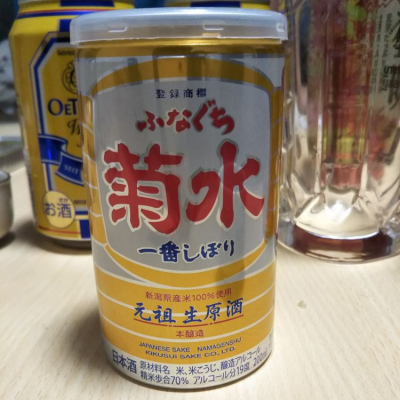 登録商標
ふなぐち
菊水
一番しぼり
新潟県産米100%使用
元祖 生原酒
本醸造
JAPANESE SAKE NAMAGENSHU
KIKUSUI SAKE CO., LTD.
日本酒
原材料名 米、米こうじ、醸造アルコール
精米歩合70% アルコール分19度 200
OeTT
お酒